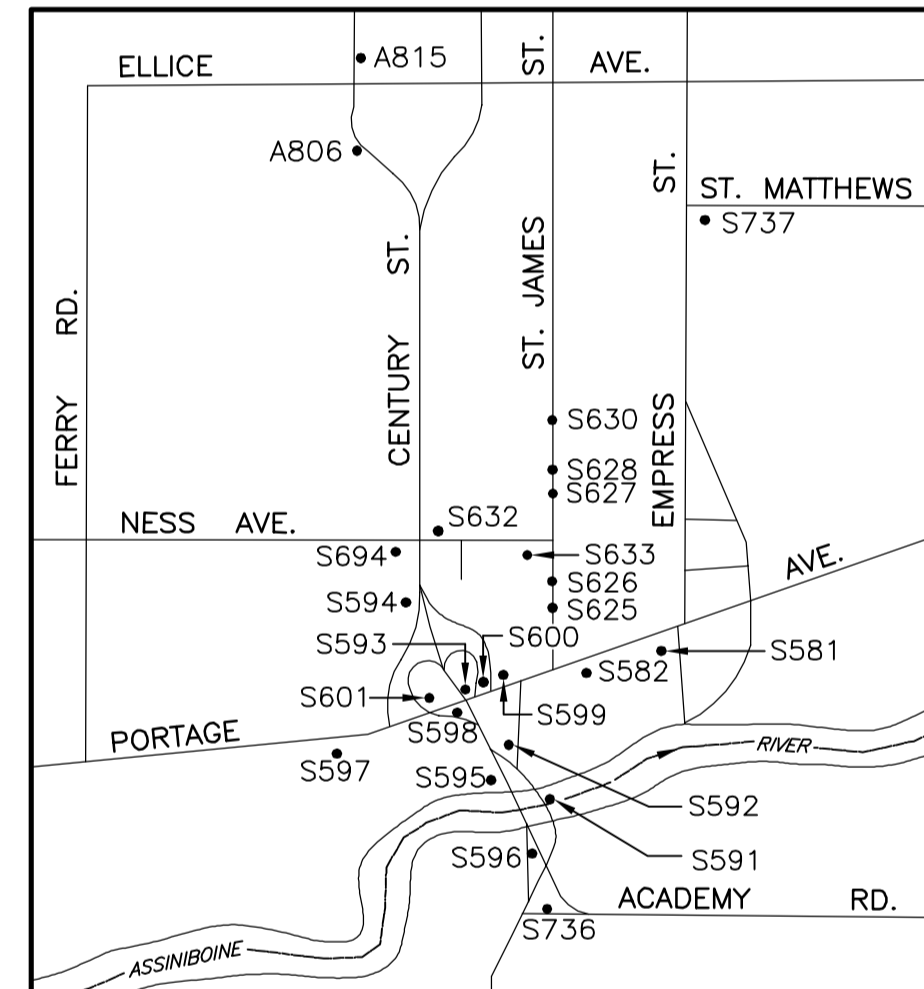 ELLICE AVE.
A815
ST. JAMES ST.
A806
EMPRESS ST.
ST. MATTHEWS
S737
CENTURY ST.
FERRY RD.
S630
S628
S627
NESS AVE.
S632
S694
S633
AVE.
S626
S594
S625
S593
S600
S581
S582
S601
S599
S598
PORTAGE
RIVER
S597
S595
S592
S596
S591
ACADEMY RD.
S736
ASSINIBOINE